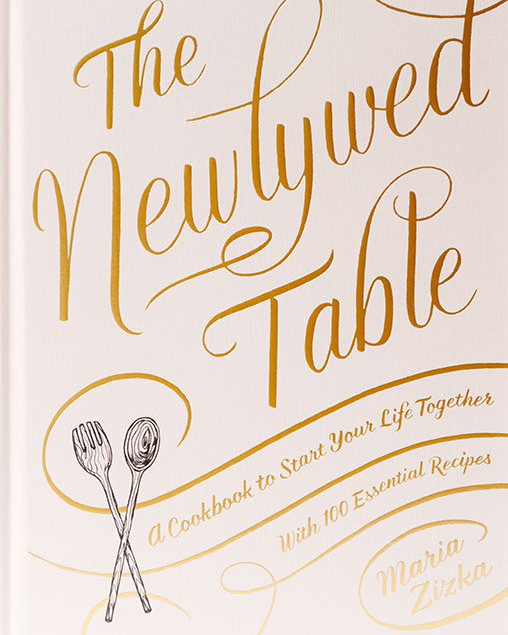 The
Newlywed
Table
A Cookbook to Start Your Life Together
With 100 Essential Recipes
Maria
Zizka